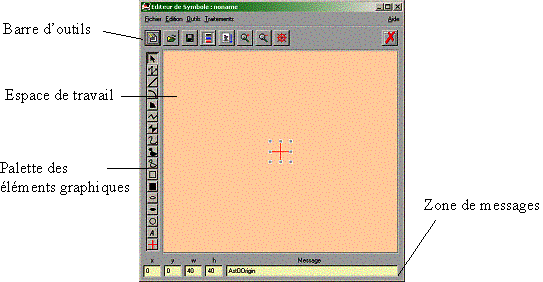 Editeur de Symbole : noname
Fichier Edition Outils Traitements Aide
Barre d'outils
Espace de travail
Palette des
éléments graphiques
Zone de messages
x y w h Message
0 0 40 40 AstDOrigin